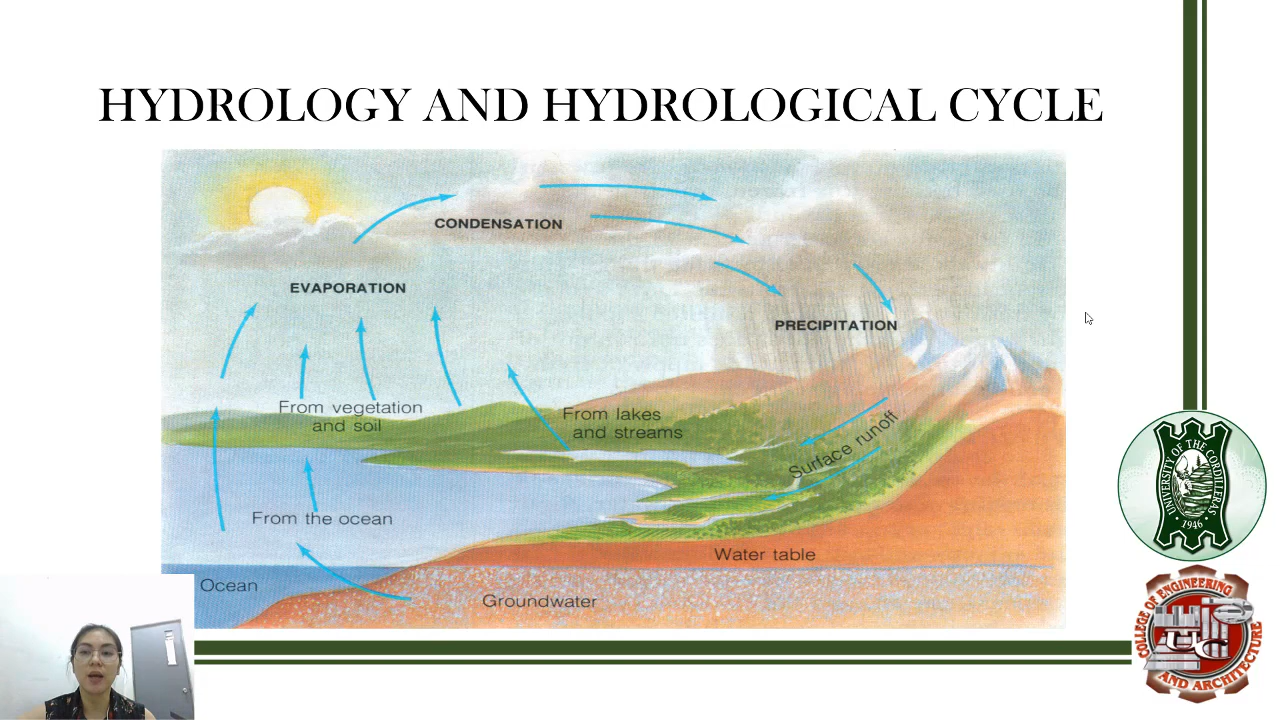 HYDROLOGY AND HYDROLOGICAL CYCLE
CONDENSATION
EVAPORATION
PRECIPITATION
From vegetation
and soil
From lakes
and streams
Surface runoff
From the ocean
Water table
Ocean
Groundwater
UNIVERSITY OF THE CORDILLERAS
1946
COLLEGE OF ENGINEERING
UC
AND ARCHITECTURE